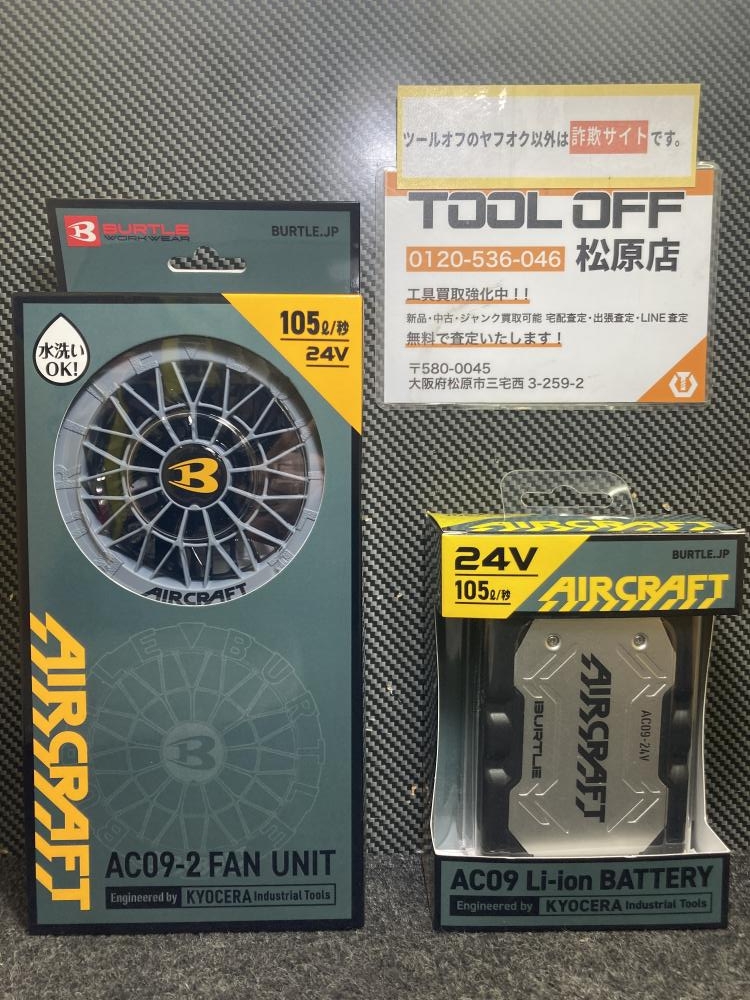 ツールオフのヤフオク以外は詐欺サイトです。
TOOL OFF
0120-536-046 松原店
工具買取強化中!!
新品・中古・ジャンク買取可能 宅配査定・出張査定・LINE査定
無料で査定いたします!
〒580-0045
大阪府松原市三宅西 3-259-2
BURTLE
WORKWEAR
BURTLE.JP
水洗い
OK!
105ℓ/秒
24V
B
AIRCRAFT
AIRCRAFT
B
AC09-2 FAN UNIT
Engineered by KYOCERA Industrial Tools
AIRCRAFT
24V
BURTLE.JP
105ℓ/秒
AIRCRAFT
BURTLE
AIRCRAFT
AC09-24V
AC09 Li-ion BATTERY
Engineered by KYOCERA Industrial Tools